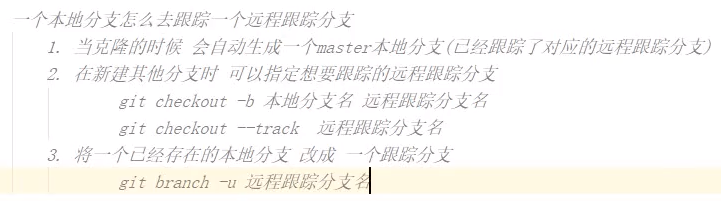 一个本地分支怎么去跟踪一个远程跟踪分支
1. 当克隆的时候 会自动生成一个master本地分支(已经跟踪了对应的远程跟踪分支)
2. 在新建其他分支时 可以指定想要跟踪的远程跟踪分支
git checkout -b 本地分支名 远程跟踪分支名
git checkout --track 远程跟踪分支名
3. 将一个已经存在的本地分支 改成 一个跟踪分支
git branch -u 远程跟踪分支名